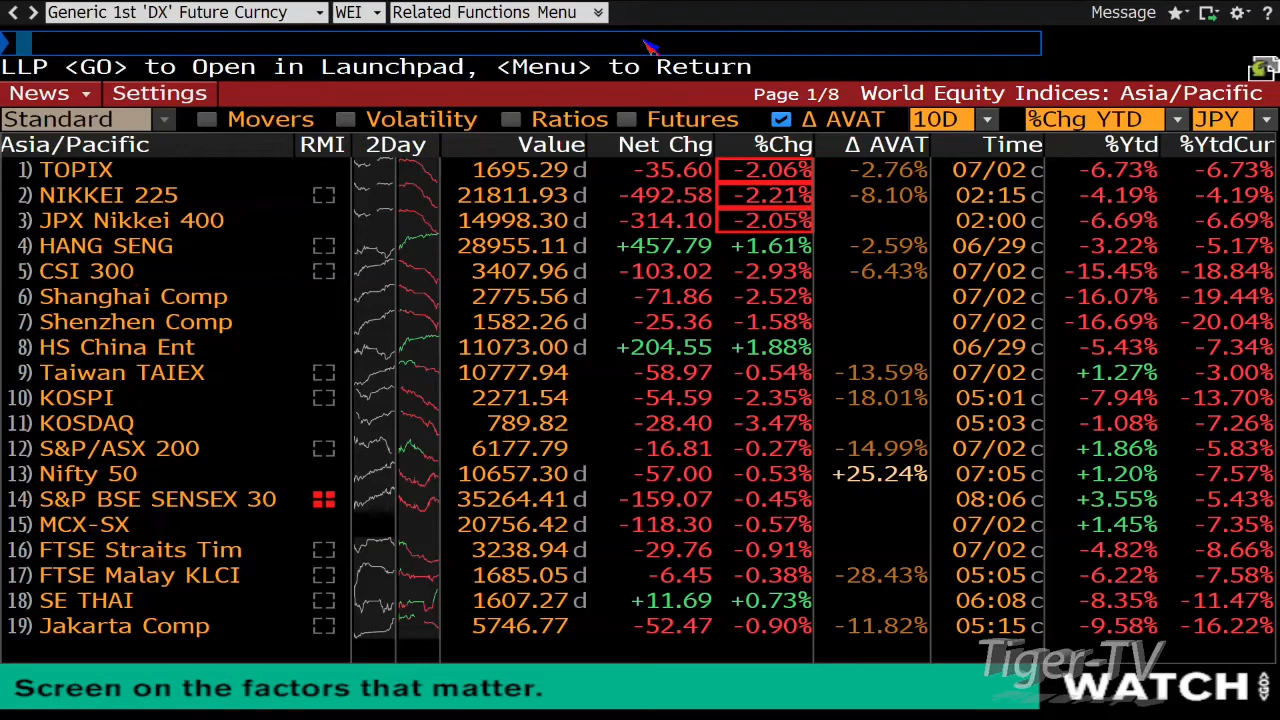 Generic 1st 'DX' Future Curncy WEI Related Functions Menu Message ?
LLP <GO> to Open in Launchpad, <Menu> to Return
News Settings Page 1/8 World Equity Indices: Asia/Pacific
Standard Movers Volatility Ratios Futures Δ AVAT 10D %Chg YTD JPY
Asia/Pacific RMI 2Day Value Net Chg %Chg Δ AVAT Time %Ytd %YtdCur
1) TOPIX 1695.29 d -35.60 -2.06% -2.76% 07/02 c -6.73% -6.73%
2) NIKKEI 225 21811.93 d -492.58 -2.21% -8.10% 02:15 c -4.19% -4.19%
3) JPX Nikkei 400 14998.30 d -314.10 -2.05% 02:00 c -6.69% -6.69%
4) HANG SENG 28955.11 d +457.79 +1.61% -2.59% 06/29 c -3.22% -5.17%
5) CSI 300 3407.96 d -103.02 -2.93% -6.43% 07/02 c -15.45% -18.84%
6) Shanghai Comp 2775.56 d -71.86 -2.52% 07/02 c -16.07% -19.44%
7) Shenzhen Comp 1582.26 d -25.36 -1.58% 07/02 c -16.69% -20.04%
8) HS China Ent 11073.00 d +204.55 +1.88% 06/29 c -5.43% -7.34%
9) Taiwan TAIEX 10777.94 -58.97 -0.54% -13.59% 07/02 c +1.27% -3.00%
10) KOSPI 2271.54 -54.59 -2.35% -18.01% 05:01 c -7.94% -13.70%
11) KOSDAQ 789.82 -28.40 -3.47% 05:03 c -1.08% -7.26%
12) S&P/ASX 200 6177.79 -16.81 -0.27% -14.99% 07/02 c +1.86% -5.83%
13) Nifty 50 10657.30 d -57.00 -0.53% +25.24% 07:05 c +1.20% -7.57%
14) S&P BSE SENSEX 30 35264.41 d -159.07 -0.45% 08:06 c +3.55% -5.43%
15) MCX-SX 20756.42 d -118.30 -0.57% 07/02 c +1.45% -7.35%
16) FTSE Straits Tim 3238.94 d -29.76 -0.91% 07/02 c -4.82% -8.66%
17) FTSE Malay KLCI 1685.05 d -6.45 -0.38% -28.43% 05:05 c -6.22% -7.58%
18) SE THAI 1607.27 d +11.69 +0.73% 06:08 c -8.35% -11.47%
19) Jakarta Comp 5746.77 -52.47 -0.90% -11.82% 05:15 c -9.58% -16.22%
Tiger-TV
Screen on the factors that matter. WATCH